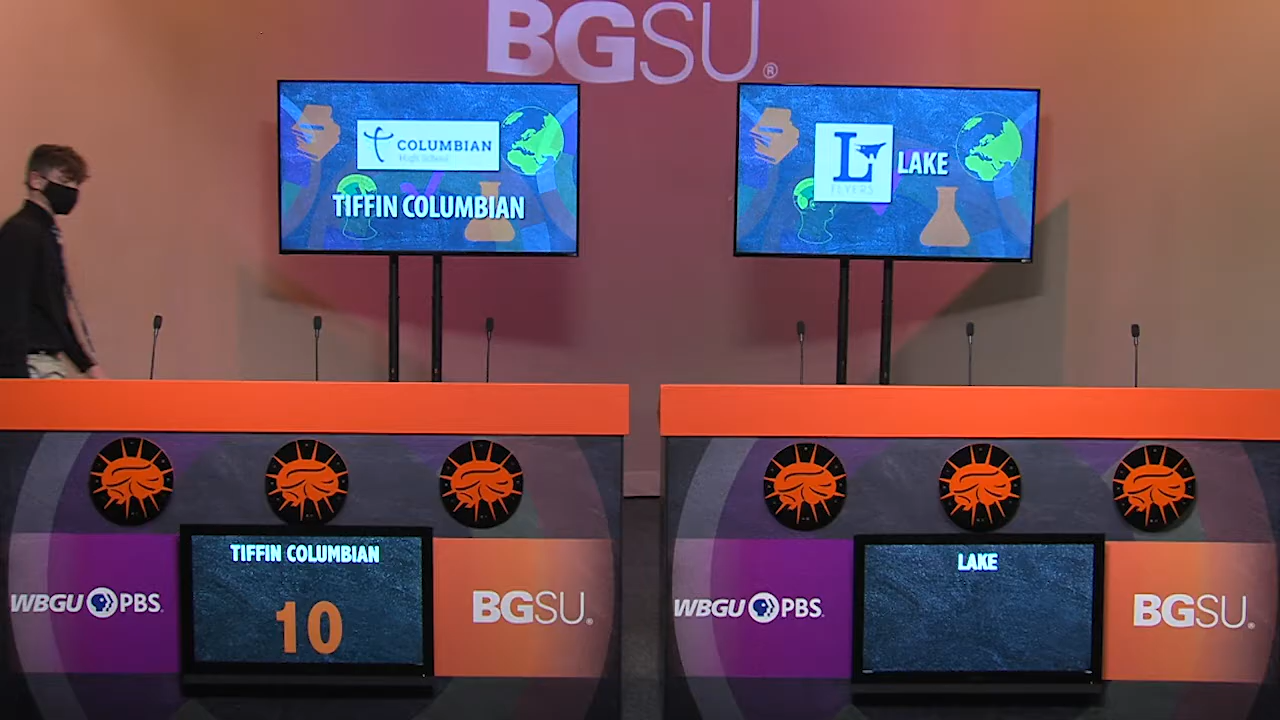 BGSU®
COLUMBIAN
High School
TIFFIN COLUMBIAN
L
FLYERS
LAKE
TIFFIN COLUMBIAN
10
WBGU PBS.
BGSU®
LAKE
WBGU PBS.
BGSU®